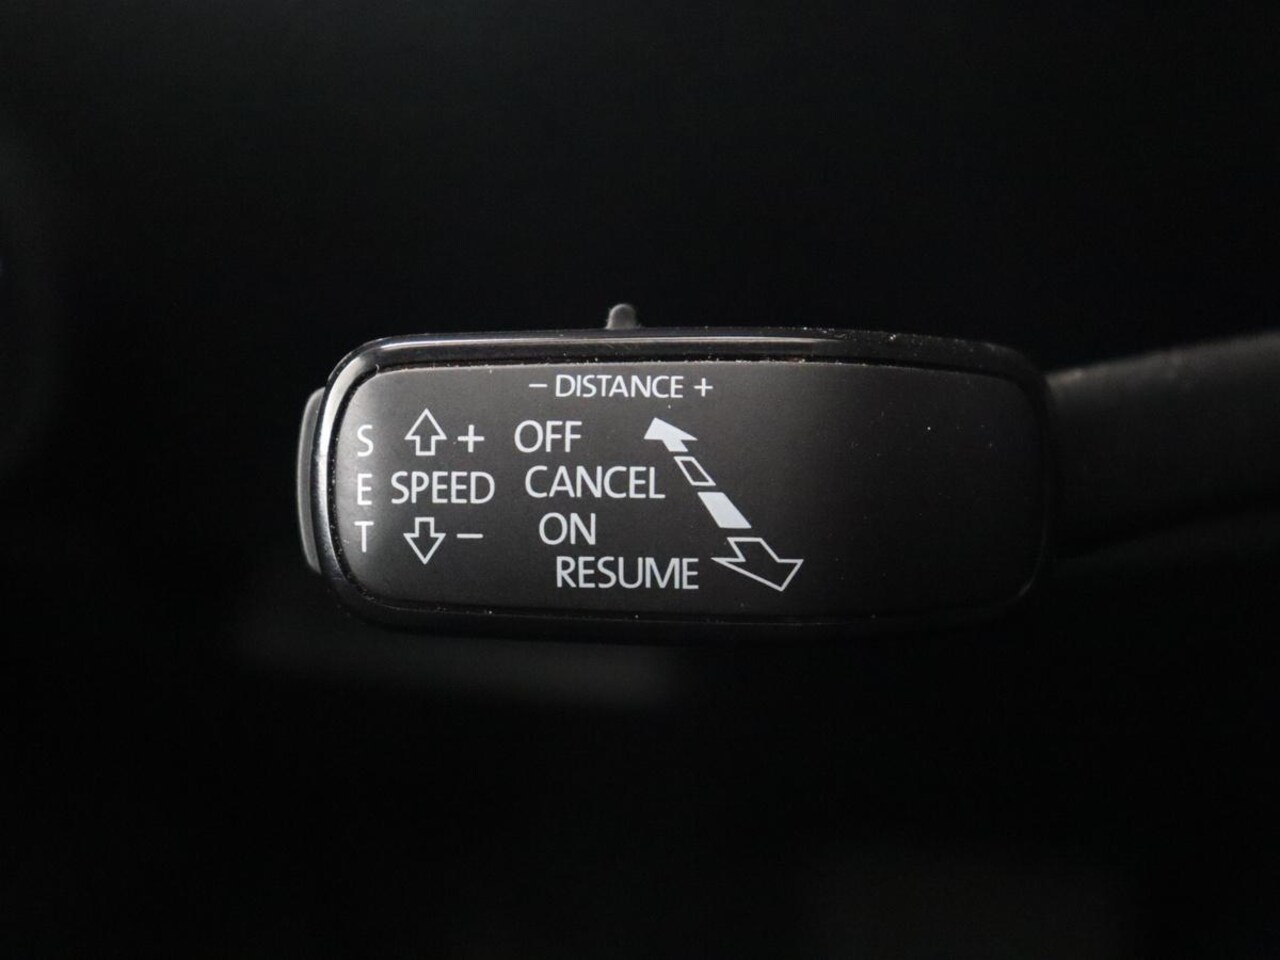 – DISTANCE +
S + OFF
E SPEED CANCEL
T – ON
RESUME